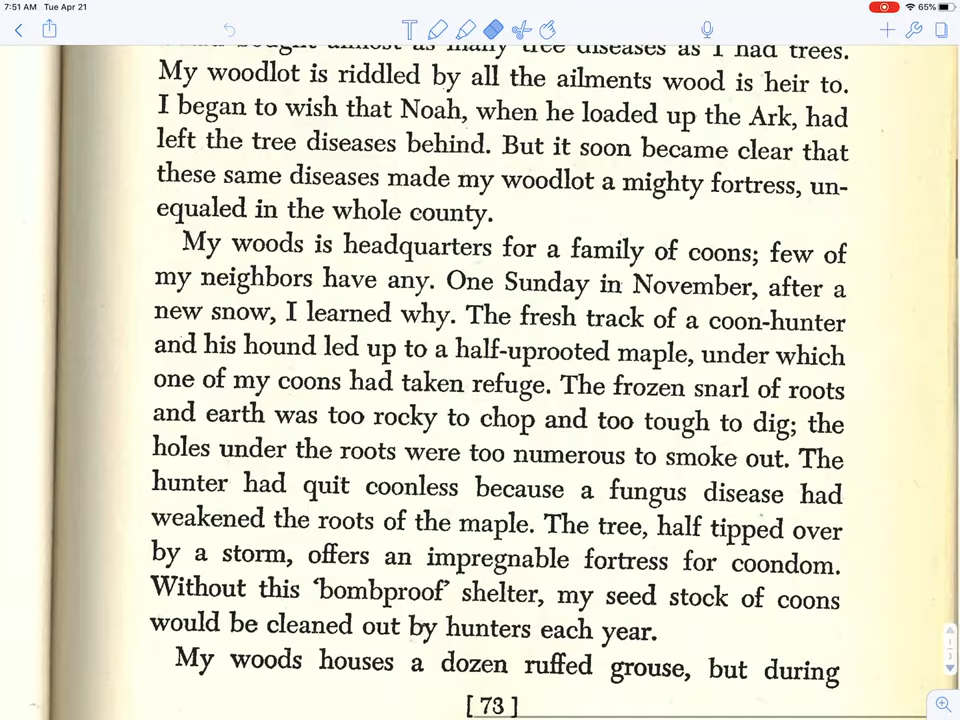 7:51 AM Tue Apr 21
65%
bought almost as many tree diseases as I had trees.
My woodlot is riddled by all the ailments wood is heir to.
I began to wish that Noah, when he loaded up the Ark, had
left the tree diseases behind. But it soon became clear that
these same diseases made my woodlot a mighty fortress, un-
equaled in the whole county.
My woods is headquarters for a family of coons; few of
my neighbors have any. One Sunday in November, after a
new snow, I learned why. The fresh track of a coon-hunter
and his hound led up to a half-uprooted maple, under which
one of my coons had taken refuge. The frozen snarl of roots
and earth was too rocky to chop and too tough to dig; the
holes under the roots were too numerous to smoke out. The
hunter had quit coonless because a fungus disease had
weakened the roots of the maple. The tree, half tipped over
by a storm, offers an impregnable fortress for coondom.
Without this ‘bombproof’ shelter, my seed stock of coons
would be cleaned out by hunters each year.
My woods houses a dozen ruffed grouse, but during
[ 73 ]